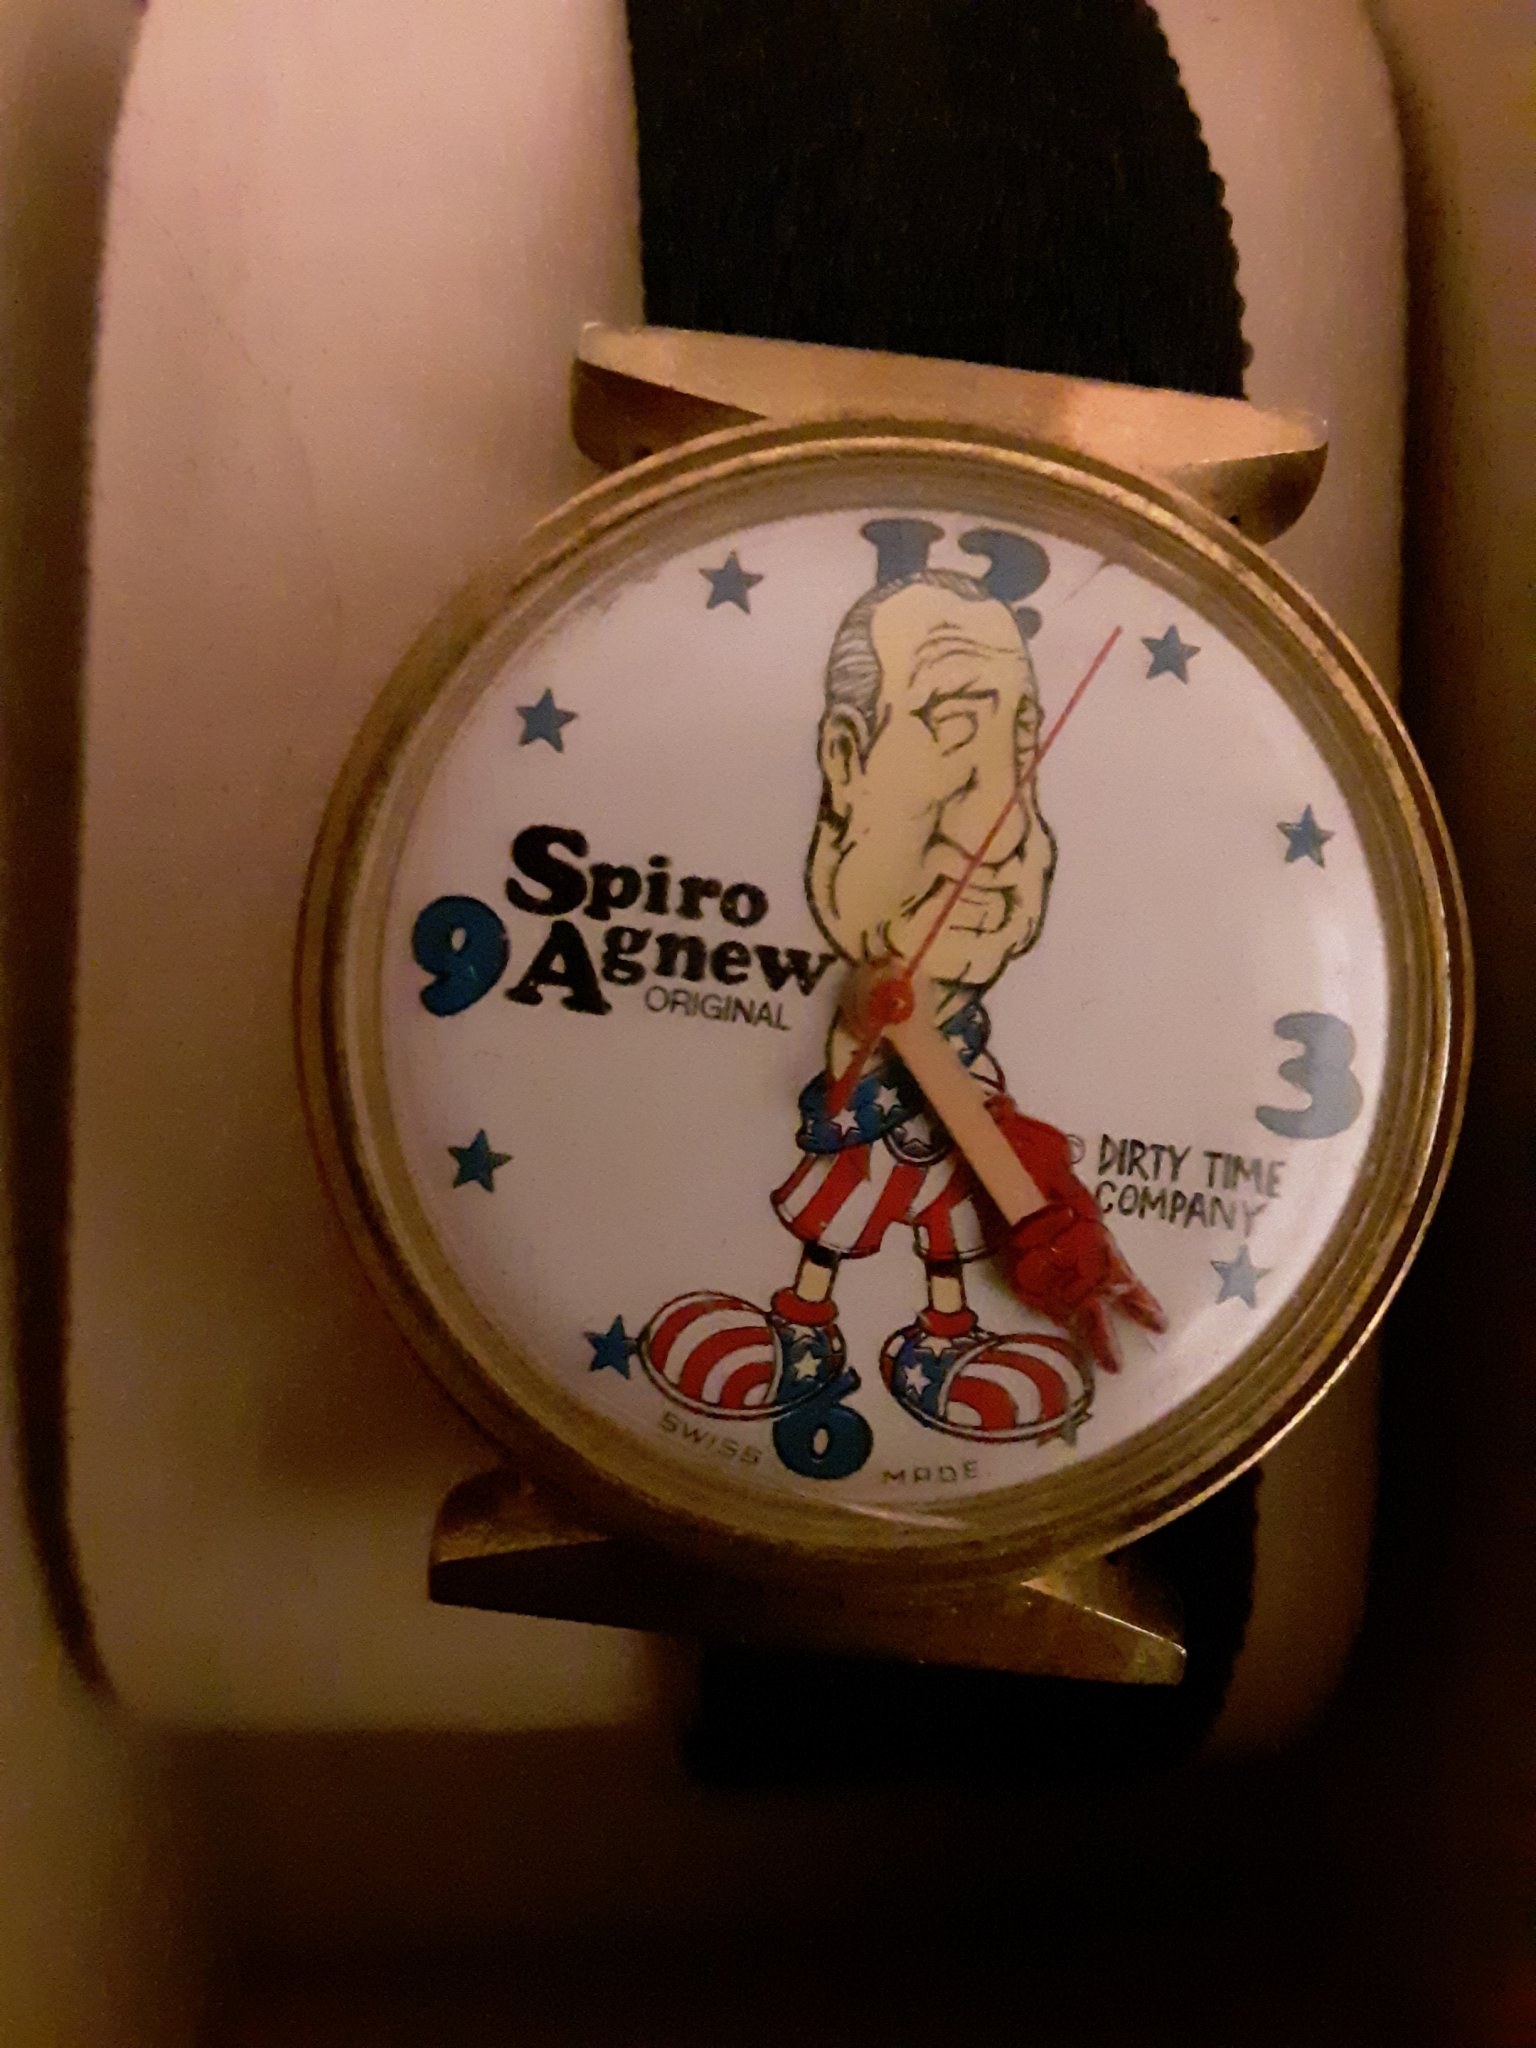 12
Spiro
9 Agnew
ORIGINAL
3
© DIRTY TIME
COMPANY
6
SWISS MADE